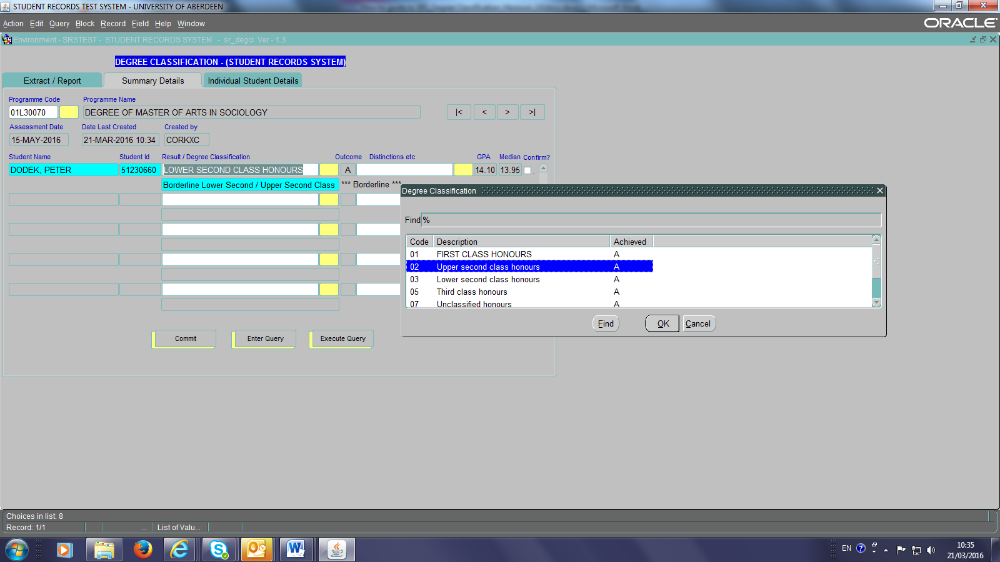 STUDENT RECORDS TEST SYSTEM - UNIVERSITY OF ABERDEEN
Action Edit Query Block Record Field Help Window
ORACLE
Environment - SRSTEST - STUDENT RECORDS SYSTEM - sr_degcl Ver - 1.3
DEGREE CLASSIFICATION - (STUDENT RECORDS SYSTEM)
Extract / Report Summary Details Individual Student Details
Programme Code Programme Name
01L30070 DEGREE OF MASTER OF ARTS IN SOCIOLOGY |< < > >|
Assessment Date Date Last Created Created by
15-MAY-2016 21-MAR-2016 10:34 CORKXC
Student Name Student Id Result / Degree Classification Outcome Distinctions etc GPA Median Confirm?
DODEK, PETER 51230660 LOWER SECOND CLASS HONOURS A 14.10 13.95 .
Borderline Lower Second / Upper Second Class *** Borderline ***
Degree Classification
Find %
Code Description Achieved
01 FIRST CLASS HONOURS A
02 Upper second class honours A
03 Lower second class honours A
05 Third class honours A
07 Unclassified honours A
Find OK Cancel
Commit Enter Query Execute Query
Choices in list: 8
Record: 1/1 ... List of Valu...
EN 10:35
21/03/2016